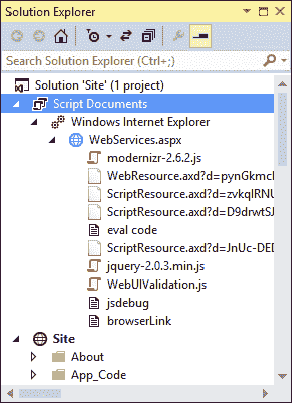 Solution Explorer
Search Solution Explorer (Ctrl+;)
Solution 'Site' (1 project)
Script Documents
Windows Internet Explorer
WebServices.aspx
modernizr-2.6.2.js
WebResource.axd?d=pynGkmcl
ScriptResource.axd?d=zvkqIRNU
ScriptResource.axd?d=D9drwtSJ
eval code
ScriptResource.axd?d=JnUc-DED
jquery-2.0.3.min.js
WebUIValidation.js
jsdebug
browserLink
Site
About
App_Code